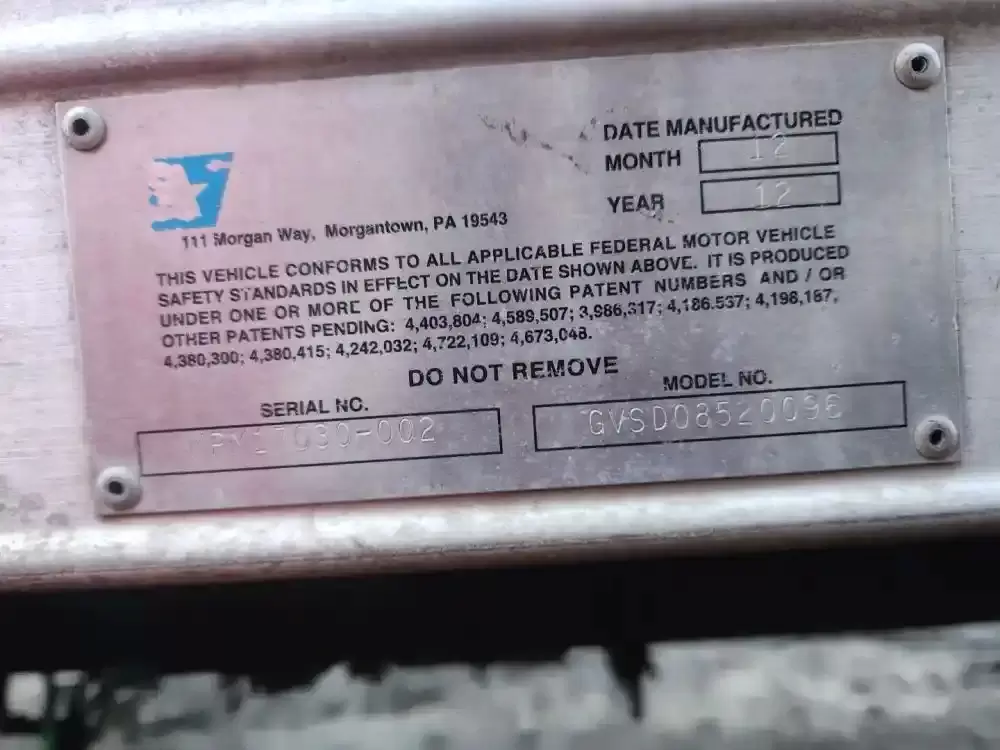 DATE MANUFACTURED
MONTH 12
YEAR 12
111 Morgan Way, Morgantown, PA 19543
THIS VEHICLE CONFORMS TO ALL APPLICABLE FEDERAL MOTOR VEHICLE
SAFETY STANDARDS IN EFFECT ON THE DATE SHOWN ABOVE. IT IS PRODUCED
UNDER ONE OR MORE OF THE FOLLOWING PATENT NUMBERS AND / OR
OTHER PATENTS PENDING: 4,403,804; 4,589,507; 3,986,317; 4,186.537; 4,198,187;
4,380,300; 4,380,415; 4,242,032; 4,722,109; 4,673,048.
DO NOT REMOVE
SERIAL NO. MODEL NO.
GVSD08520096